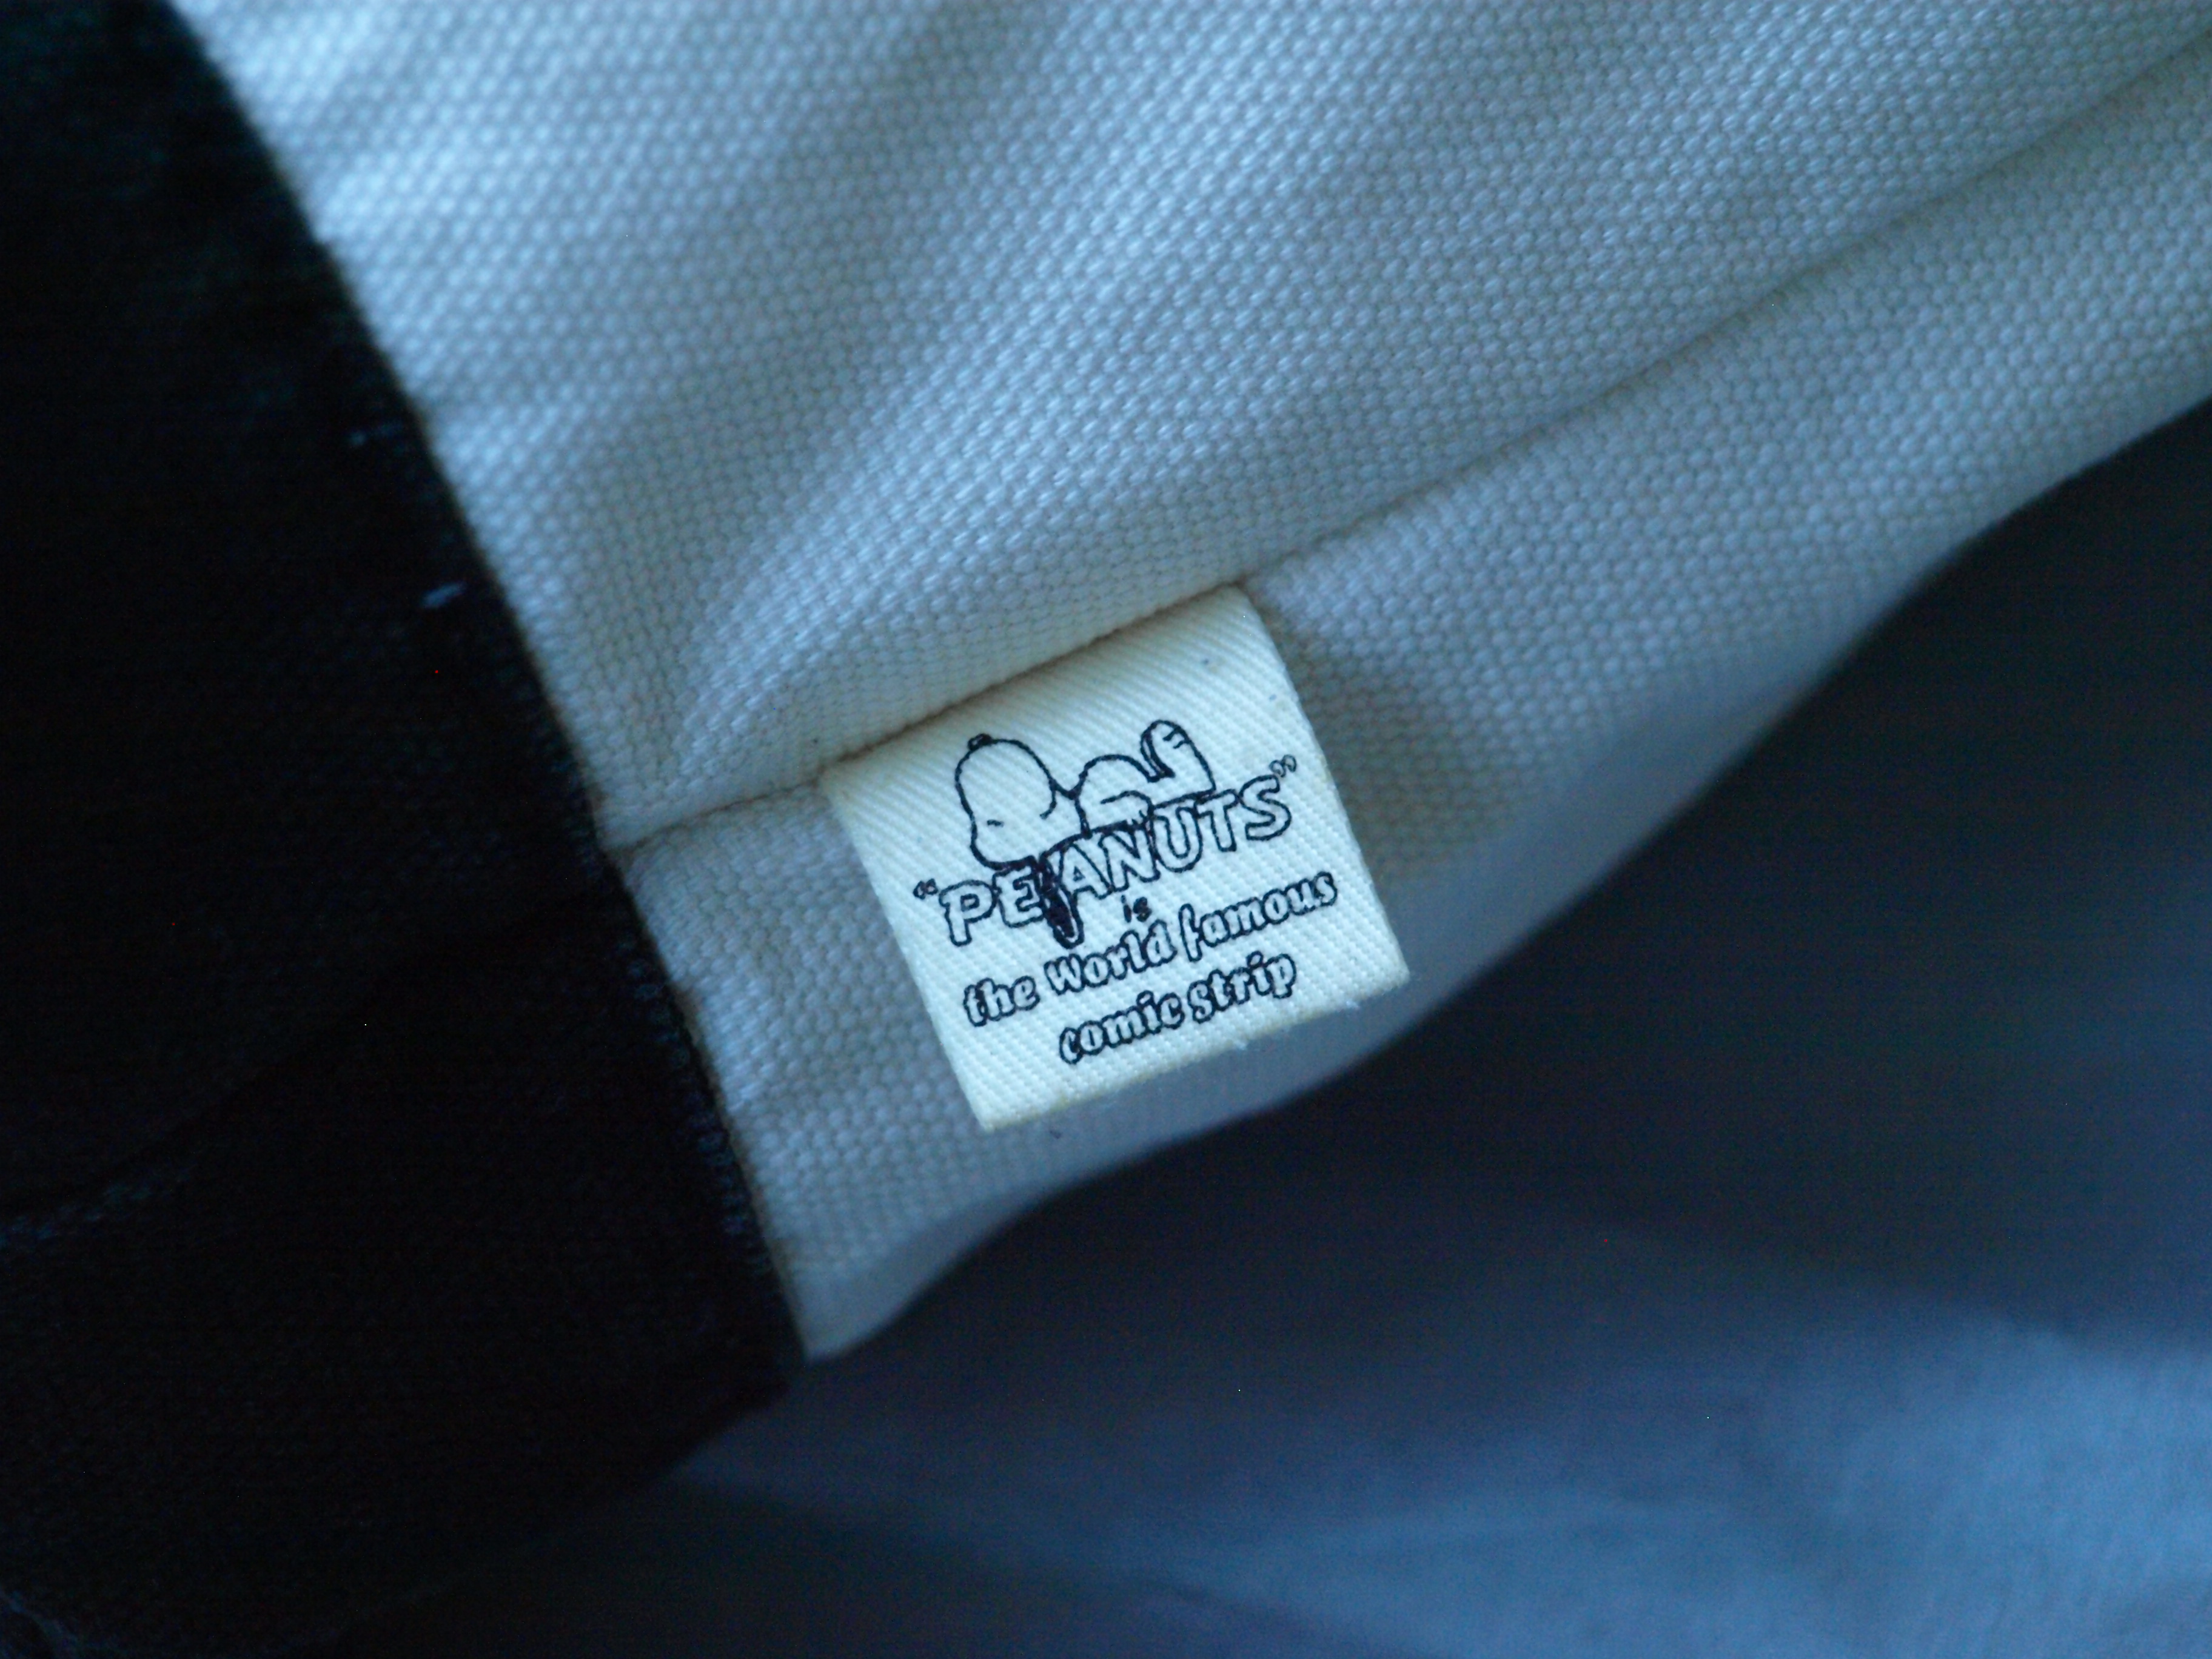 “PEANUTS”
is
the World famous
comic strip